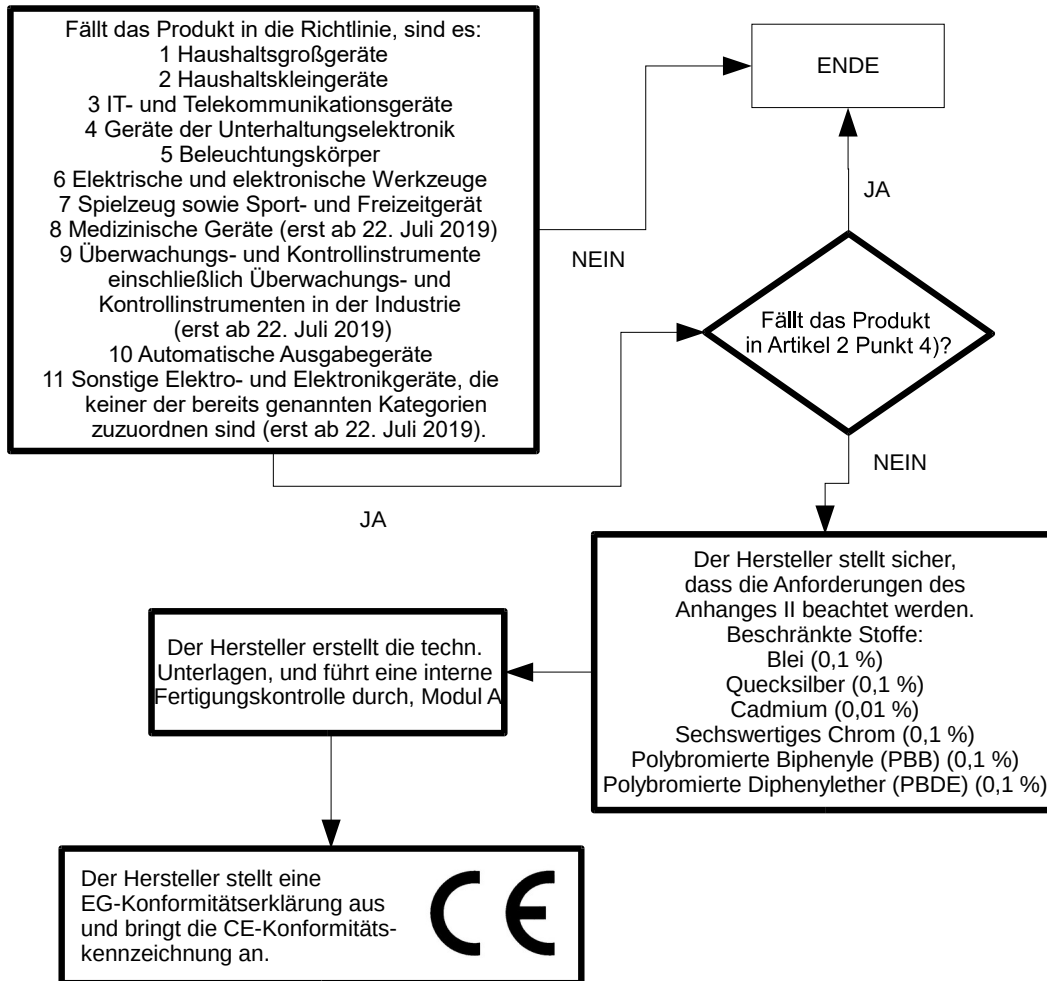 Fällt das Produkt in die Richtlinie, sind es:
1 Haushaltsgroßgeräte
2 Haushaltskleingeräte
3 IT- und Telekommunikationsgeräte
4 Geräte der Unterhaltungselektronik
5 Beleuchtungskörper
6 Elektrische und elektronische Werkzeuge
7 Spielzeug sowie Sport- und Freizeitgerät
8 Medizinische Geräte (erst ab 22. Juli 2019)
9 Überwachungs- und Kontrollinstrumente
einschließlich Überwachungs- und
Kontrollinstrumenten in der Industrie
(erst ab 22. Juli 2019)
10 Automatische Ausgabegeräte
11 Sonstige Elektro- und Elektronikgeräte, die
keiner der bereits genannten Kategorien
zuzuordnen sind (erst ab 22. Juli 2019).
NEIN
ENDE
JA
Fällt das Produkt
in Artikel 2 Punkt 4)?
JA
NEIN
Der Hersteller stellt sicher,
dass die Anforderungen des
Anhanges II beachtet werden.
Beschränkte Stoffe:
Blei (0,1 %)
Quecksilber (0,1 %)
Cadmium (0,01 %)
Sechswertiges Chrom (0,1 %)
Polybromierte Biphenyle (PBB) (0,1 %)
Polybromierte Diphenylether (PBDE) (0,1 %)
Der Hersteller erstellt die techn.
Unterlagen, und führt eine interne
Fertigungskontrolle durch, Modul A
Der Hersteller stellt eine
EG-Konformitätserklärung aus
und bringt die CE-Konformitäts-
kennzeichnung an.
CE